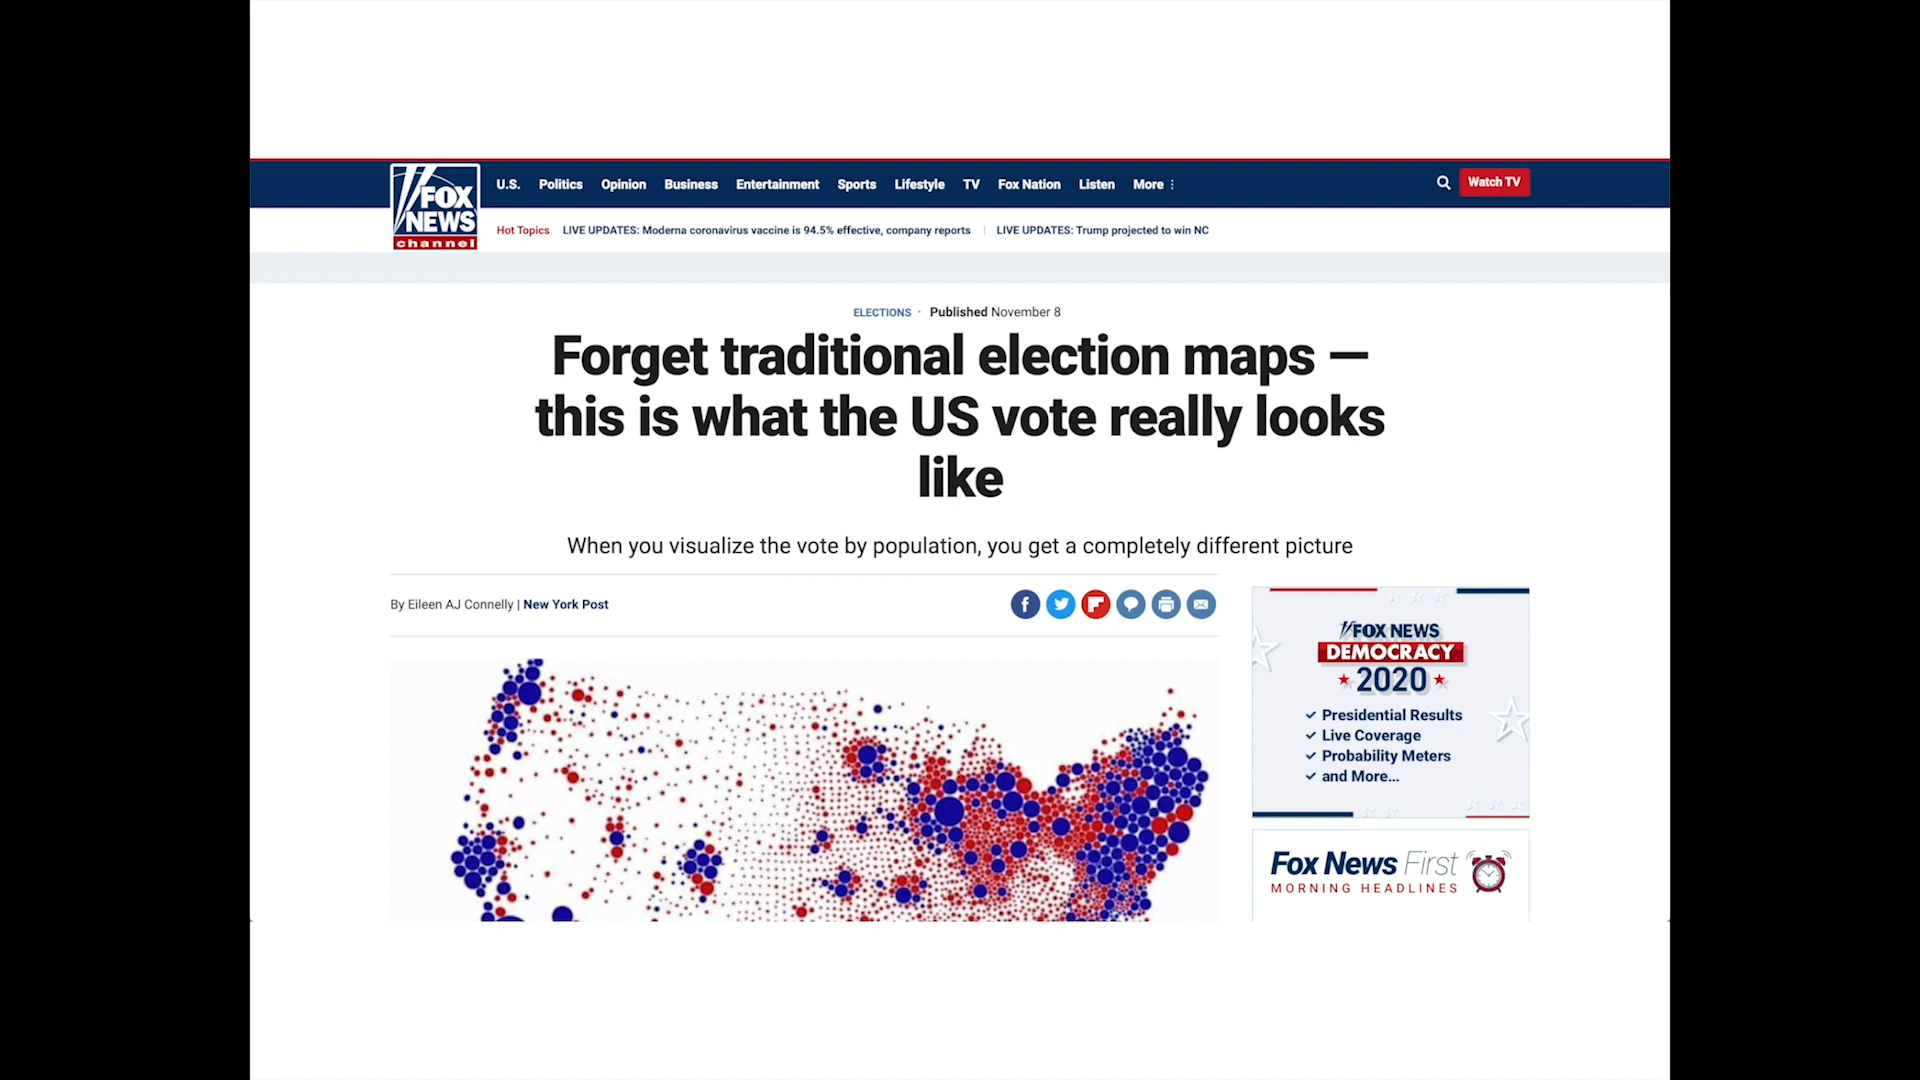 FOX
NEWS
channel
U.S. Politics Opinion Business Entertainment Sports Lifestyle TV Fox Nation Listen More
Watch TV
Hot Topics LIVE UPDATES: Moderna coronavirus vaccine is 94.5% effective, company reports LIVE UPDATES: Trump projected to win NC
ELECTIONS · Published November 8
Forget traditional election maps —
this is what the US vote really looks
like
When you visualize the vote by population, you get a completely different picture
By Eileen AJ Connelly | New York Post
FOX NEWS
DEMOCRACY
2020
Presidential Results
Live Coverage
Probability Meters
and More...
Fox News First
MORNING HEADLINES